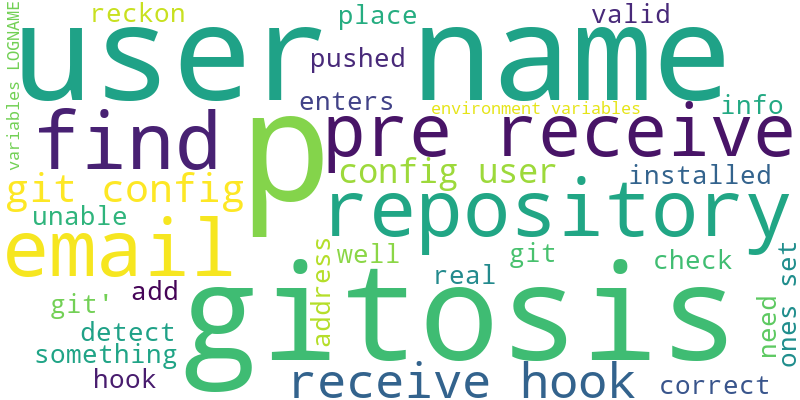 reckon
place
valid
variables LOGNAME
user name
pushed
enters
environment variables
info
find
p
pre receive
git config
config user
installed
unable
repository
email
well
git
check
address
real
ones set
git'
add
gitosis
need
detect
something
hook
receive hook
correct